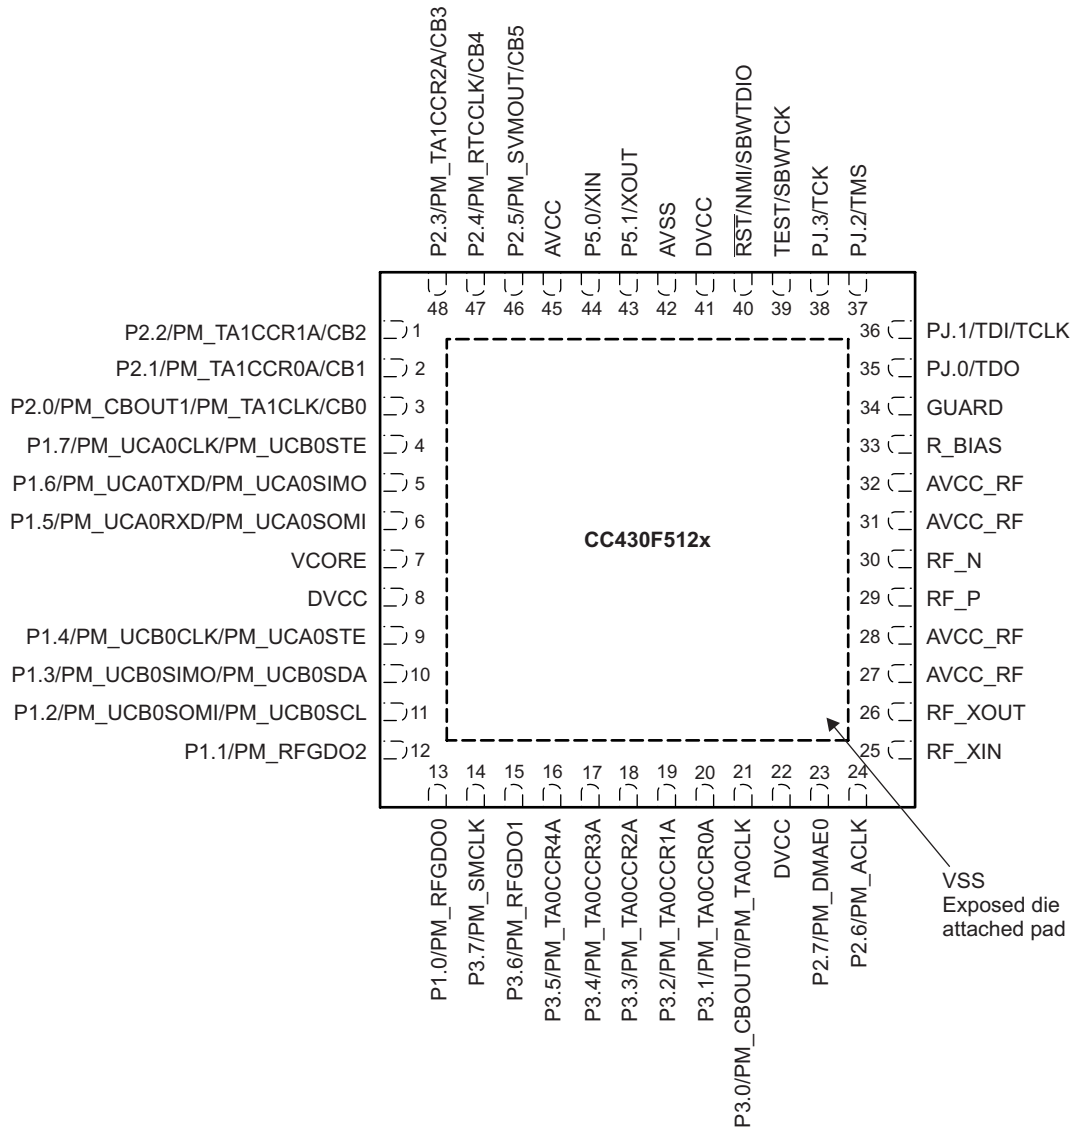 P2.3/PM_TA1CCR2A/CB3
P2.4/PM_RTCCLK/CB4
P2.5/PM_SVMOUT/CB5
AVCC
P5.0/XIN
P5.1/XOUT
AVSS
DVCC
RST/NMI/SBWTDIO
TEST/SBWTCK
PJ.3/TCK
PJ.2/TMS
48 47 46 45 44 43 42 41 40 39 38 37
P2.2/PM_TA1CCR1A/CB2 1
P2.1/PM_TA1CCR0A/CB1 2
P2.0/PM_CBOUT1/PM_TA1CLK/CB0 3
P1.7/PM_UCA0CLK/PM_UCB0STE 4
P1.6/PM_UCA0TXD/PM_UCA0SIMO 5
P1.5/PM_UCA0RXD/PM_UCA0SOMI 6
VCORE 7
DVCC 8
P1.4/PM_UCB0CLK/PM_UCA0STE 9
P1.3/PM_UCB0SIMO/PM_UCB0SDA 10
P1.2/PM_UCB0SOMI/PM_UCB0SCL 11
P1.1/PM_RFGDO2 12
CC430F512x
36 PJ.1/TDI/TCLK
35 PJ.0/TDO
34 GUARD
33 R_BIAS
32 AVCC_RF
31 AVCC_RF
30 RF_N
29 RF_P
28 AVCC_RF
27 AVCC_RF
26 RF_XOUT
25 RF_XIN
13 14 15 16 17 18 19 20 21 22 23 24
P1.0/PM_RFGDO0
P3.7/PM_SMCLK
P3.6/PM_RFGDO1
P3.5/PM_TA0CCR4A
P3.4/PM_TA0CCR3A
P3.3/PM_TA0CCR2A
P3.2/PM_TA0CCR1A
P3.1/PM_TA0CCR0A
P3.0/PM_CBOUT0/PM_TA0CLK
DVCC
P2.7/PM_DMAE0
P2.6/PM_ACLK
VSS
Exposed die
attached pad